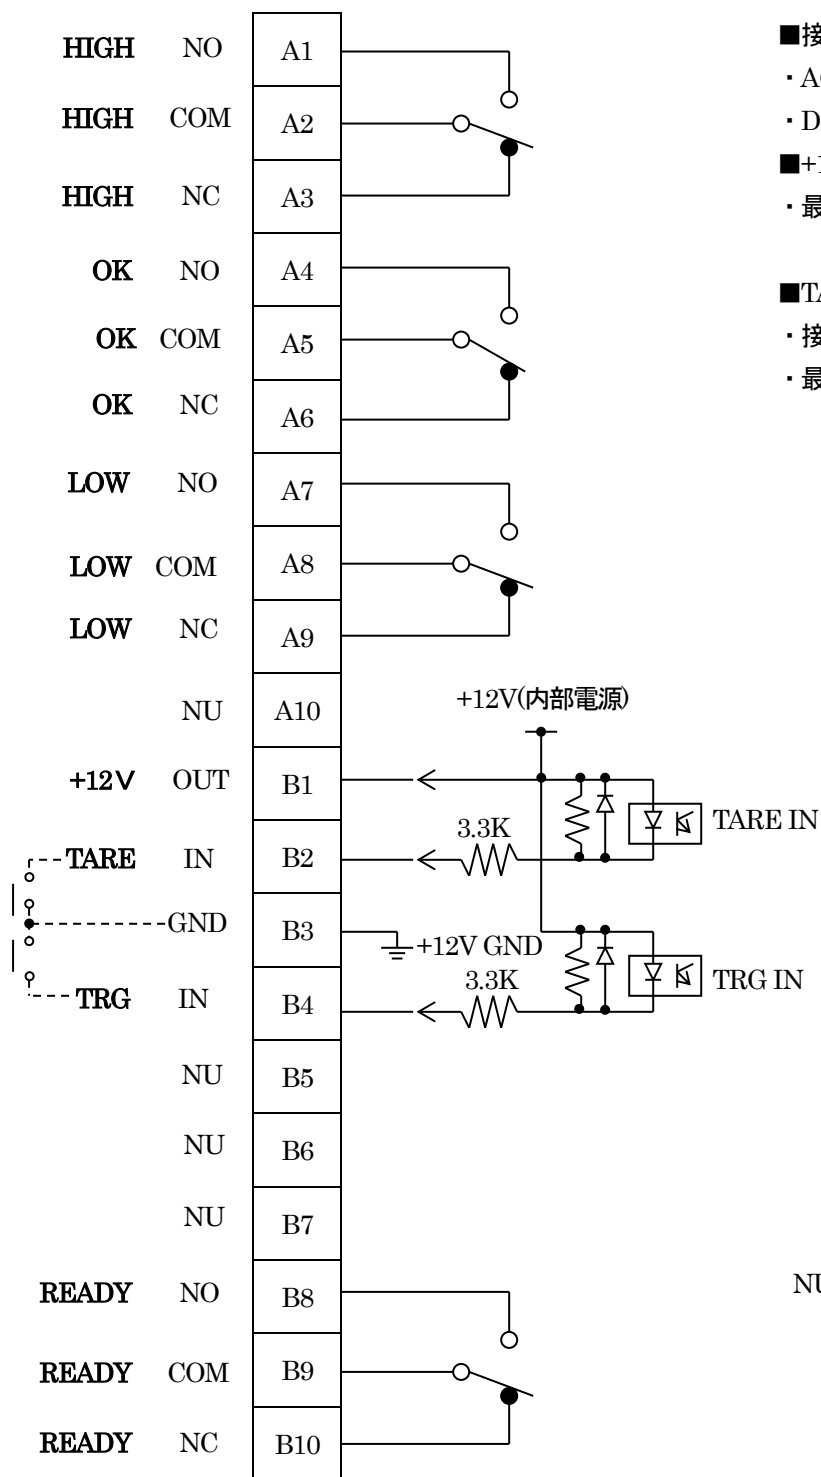 HIGH NO A1
HIGH COM A2
HIGH NC A3
OK NO A4
OK COM A5
OK NC A6
LOW NO A7
LOW COM A8
LOW NC A9
NU A10
+12V OUT B1
TARE IN B2
GND B3
TRG IN B4
NU B5
NU B6
NU B7
READY NO B8
READY COM B9
READY NC B10
+12V(内部電源)
3.3K
TARE IN
+12V GND
3.3K
TRG IN
■接
・A
・D
■+1
・最
■TA
・接
・最
NU